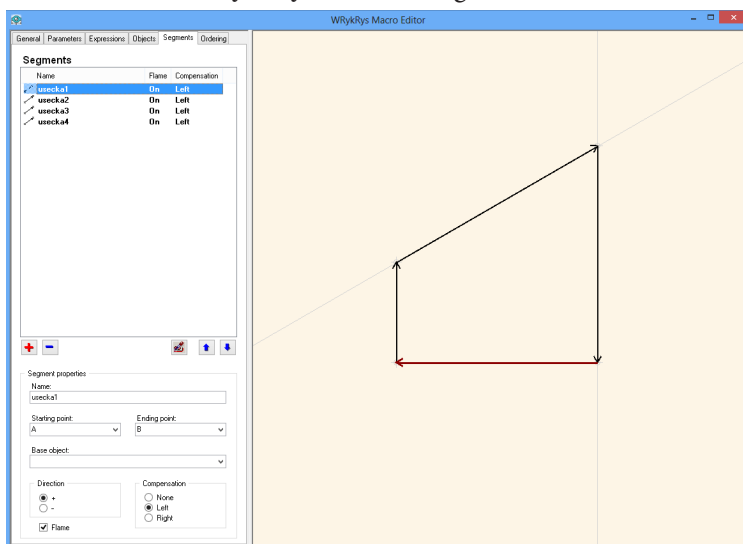 WRykRys Macro Editor
General Parameters Expressions Objects Segments Ordering
Segments
Name Flame Compensation
usecka1 On Left
usecka2 On Left
usecka3 On Left
usecka4 On Left
Segment properties
Name:
usecka1
Starting point: Ending point:
A B
Base object:
Direction Compensation
+ None
- Left
Flame Right